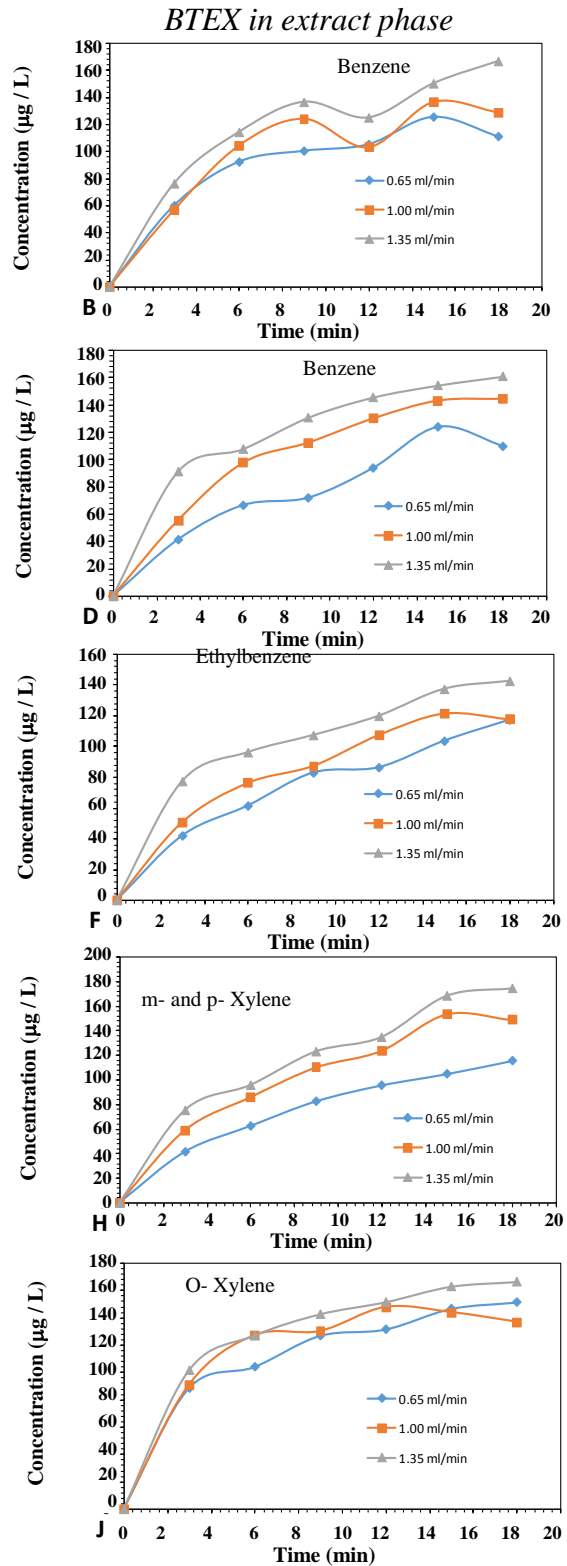 BTEX in extract phase
180
160
140
120
100
80
60
40
20
0
Concentration (µg / L)
Benzene
0.65 ml/min
1.00 ml/min
1.35 ml/min
B
0 2 4 6 8 10 12 14 16 18 20
Time (min)
180
160
140
120
100
80
60
40
20
0
Concentration (µg / L)
Benzene
0.65 ml/min
1.00 ml/min
1.35 ml/min
D
0 2 4 6 8 10 12 14 16 18 20
Time (min)
Ethylbenzene
160
140
120
100
80
60
40
20
0
Concentration (µg / L)
0.65 ml/min
1.00 ml/min
1.35 ml/min
F
0 2 4 6 8 10 12 14 16 18 20
Time (min)
200
180
160
140
120
100
80
60
40
20
0
Concentration (µg / L)
m- and p- Xylene
0.65 ml/min
1.00 ml/min
1.35 ml/min
H
0 2 4 6 8 10 12 14 16 18 20
Time (min)
180
160
140
120
100
80
60
40
20
0
-
Concentration (µg / L)
O- Xylene
0.65 ml/min
1.00 ml/min
1.35 ml/min
J
0 2 4 6 8 10 12 14 16 18 20
Time (min)